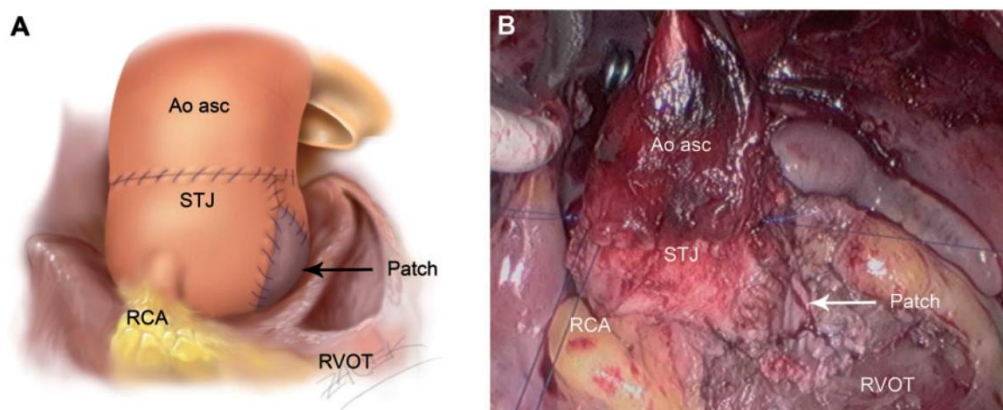 A
Ao asc
STJ
Patch
RCA
RVOT
B
Ao asc
STJ
Patch
RCA
RVOT